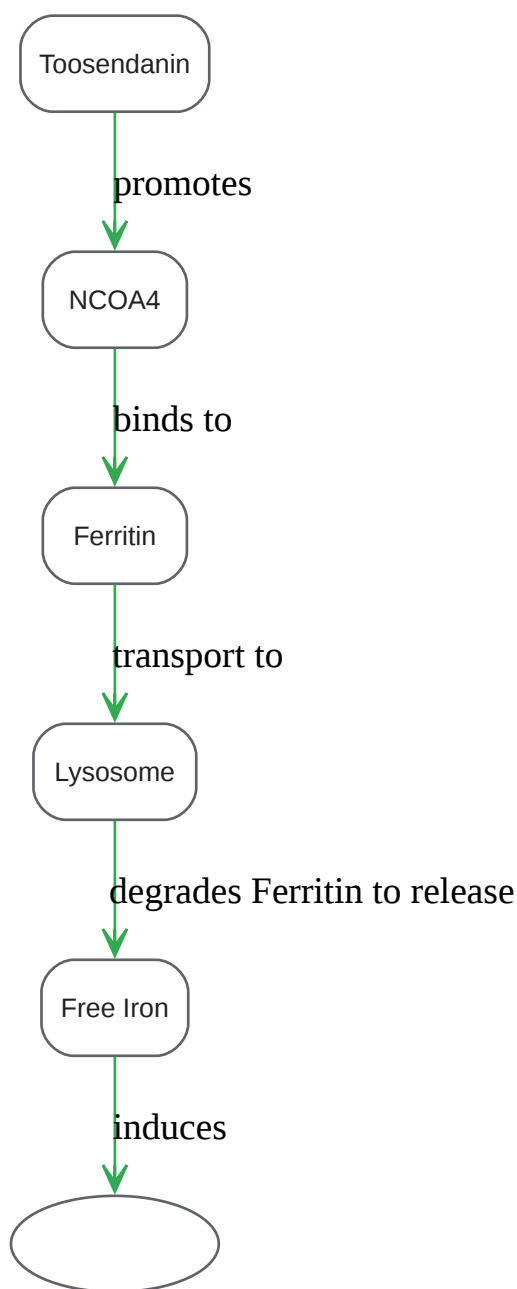 Toosendanin
promotes
NCOA4
binds to
Ferritin
transport to
Lysosome
degrades Ferritin to release
Free Iron
induces